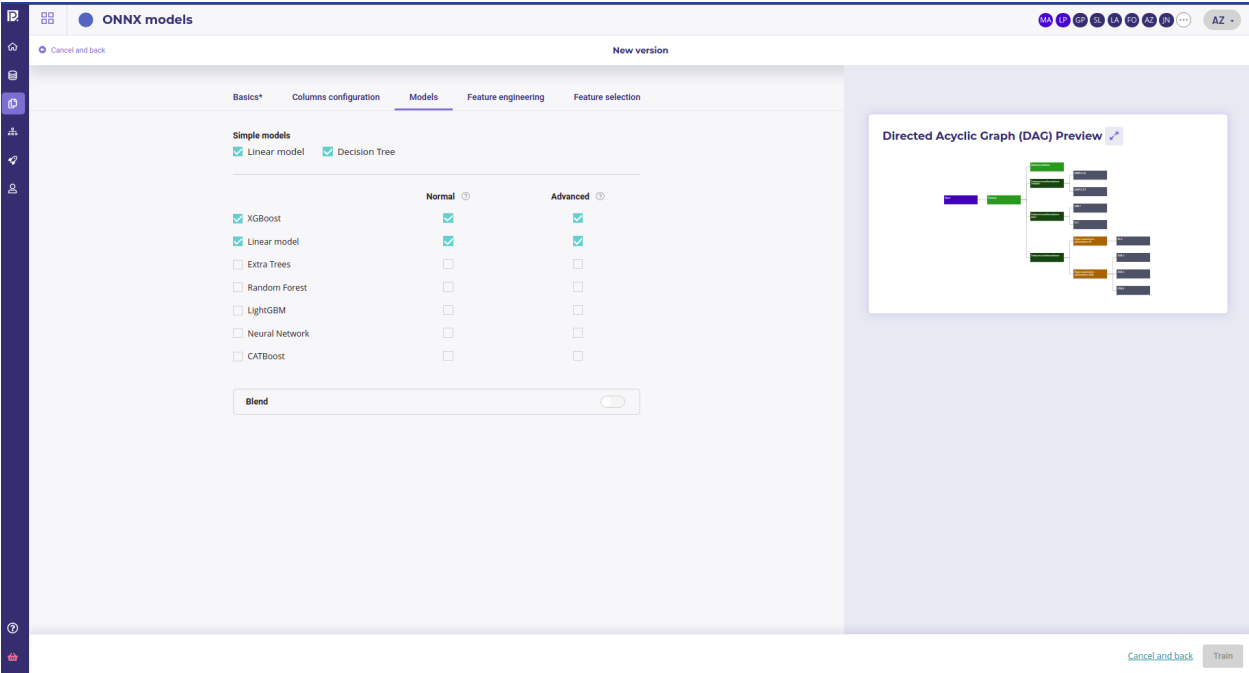 ONNX models
MA LP GP SL LA FO AZ JN ...
AZ
Cancel and back
New version
Basics*
Columns configuration
Models
Feature engineering
Feature selection
Simple models
Linear model
Decision Tree
Normal ?
Advanced ?
XGBoost
Linear model
Extra Trees
Random Forest
LightGBM
Neural Network
CATBoost
Blend
Directed Acyclic Graph (DAG) Preview
?
Cancel and back
Train